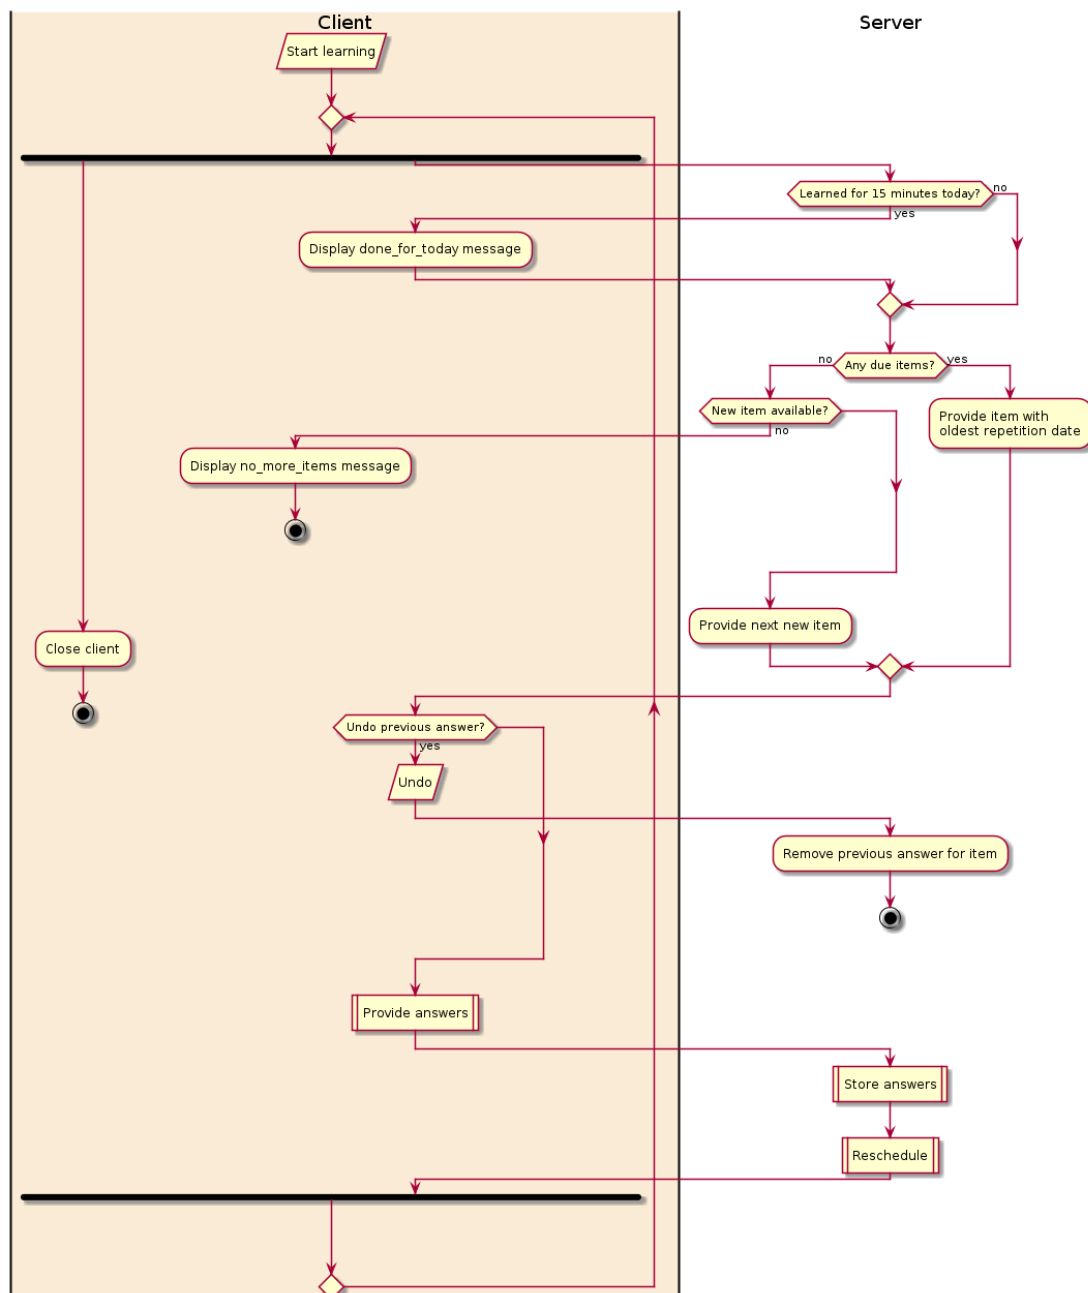 Client
Server
Start learning
Learned for 15 minutes today?
no
yes
Display done_for_today message
no
Any due items?
yes
New item available?
no
Provide item with
oldest repetition date
Display no_more_items message
Provide next new item
Close client
Undo previous answer?
yes
Undo
Remove previous answer for item
Provide answers
Store answers
Reschedule